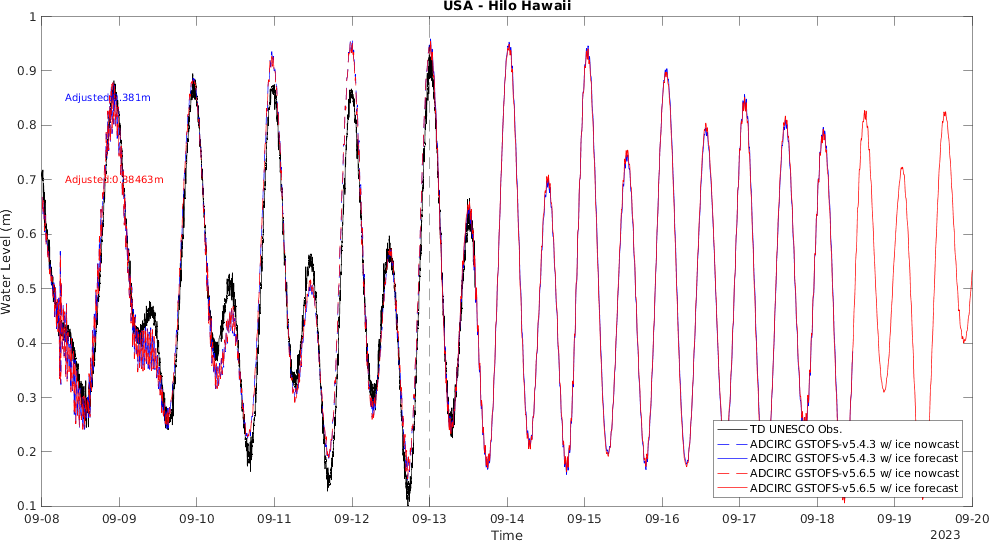 USA - Hilo Hawaii
1
0.9
0.8
0.7
0.6
0.5
0.4
0.3
0.2
0.1
Water Level (m)
Adjusted:0.38463m
TD UNESCO Obs.
ADCIRC GSTOFS-v5.4.3 w/ ice nowcast
ADCIRC GSTOFS-v5.4.3 w/ ice forecast
ADCIRC GSTOFS-v5.6.5 w/ ice nowcast
ADCIRC GSTOFS-v5.6.5 w/ ice forecast
09-08 09-09 09-10 09-11 09-12 09-13 09-14 09-15 09-16 09-17 09-18 09-19 09-20
Time
2023